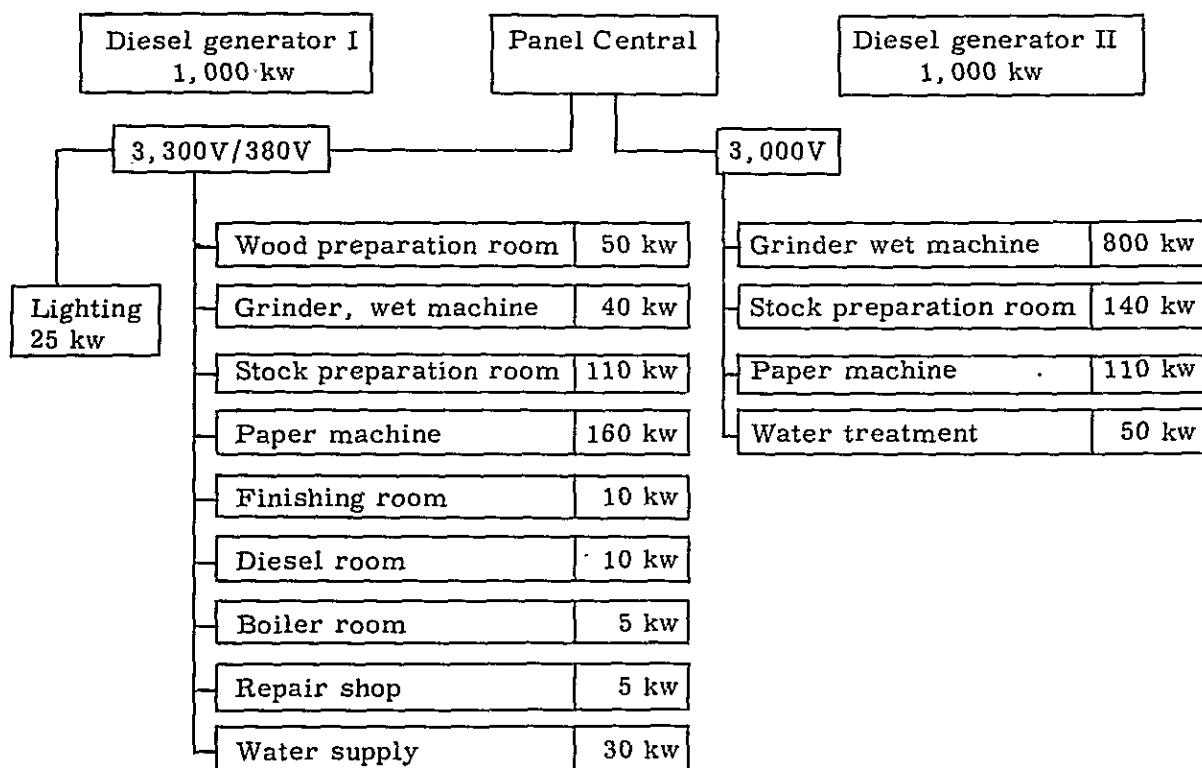 Diesel generator I
1,000 kw
Panel Central
Diesel generator II
1,000 kw
3,300V/380V
3,000V
Lighting
25 kw
Wood preparation room 50 kw
Grinder, wet machine 40 kw
Stock preparation room 110 kw
Paper machine 160 kw
Finishing room 10 kw
Diesel room 10 kw
Boiler room 5 kw
Repair shop 5 kw
Water supply 30 kw
Grinder wet machine 800 kw
Stock preparation room 140 kw
Paper machine 110 kw
Water treatment 50 kw